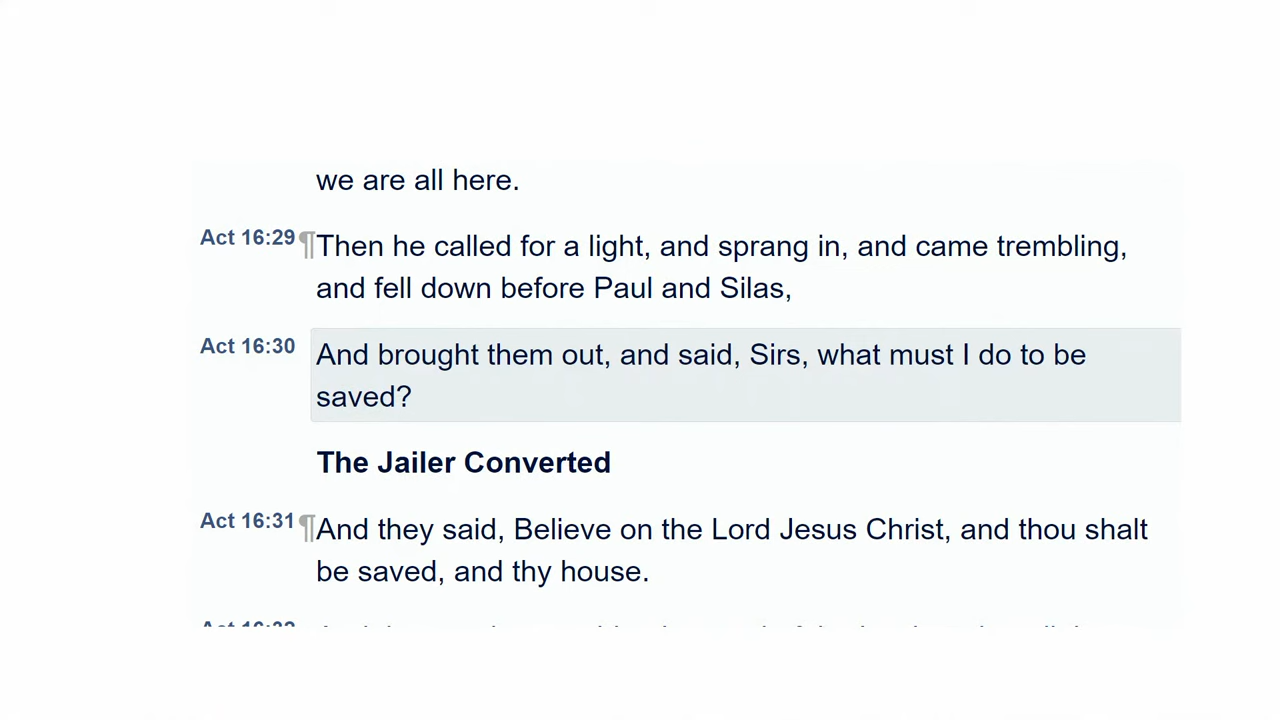 we are all here.
Act 16:29 ¶Then he called for a light, and sprang in, and came trembling,
and fell down before Paul and Silas,
Act 16:30 And brought them out, and said, Sirs, what must I do to be
saved?
The Jailer Converted
Act 16:31 ¶And they said, Believe on the Lord Jesus Christ, and thou shalt
be saved, and thy house.
Act 16:32